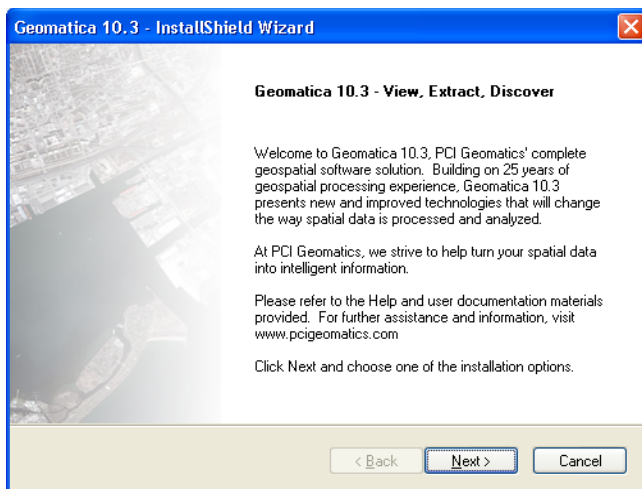 Geomatica 10.3 - InstallShield Wizard
Geomatica 10.3 - View, Extract, Discover
Welcome to Geomatica 10.3, PCI Geomatics' complete
geospatial software solution. Building on 25 years of
geospatial processing experience, Geomatica 10.3
presents new and improved technologies that will change
the way spatial data is processed and analyzed.
At PCI Geomatics, we strive to help turn your spatial data
into intelligent information.
Please refer to the Help and user documentation materials
provided. For further assistance and information, visit
www.pcigeomatics.com
Click Next and choose one of the installation options.
< Back
Next >
Cancel